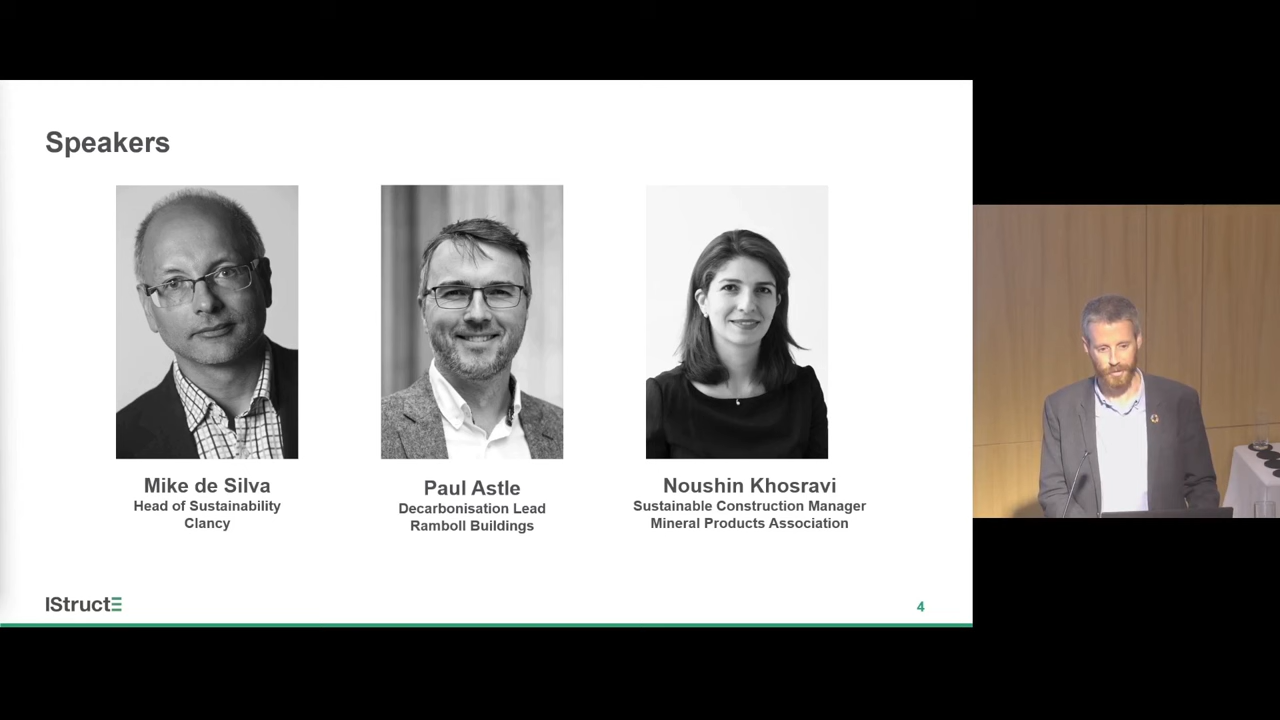 Speakers
Mike de Silva
Head of Sustainability
Clancy
Paul Astle
Decarbonisation Lead
Ramboll Buildings
Noushin Khosravi
Sustainable Construction Manager
Mineral Products Association
IStructE
4